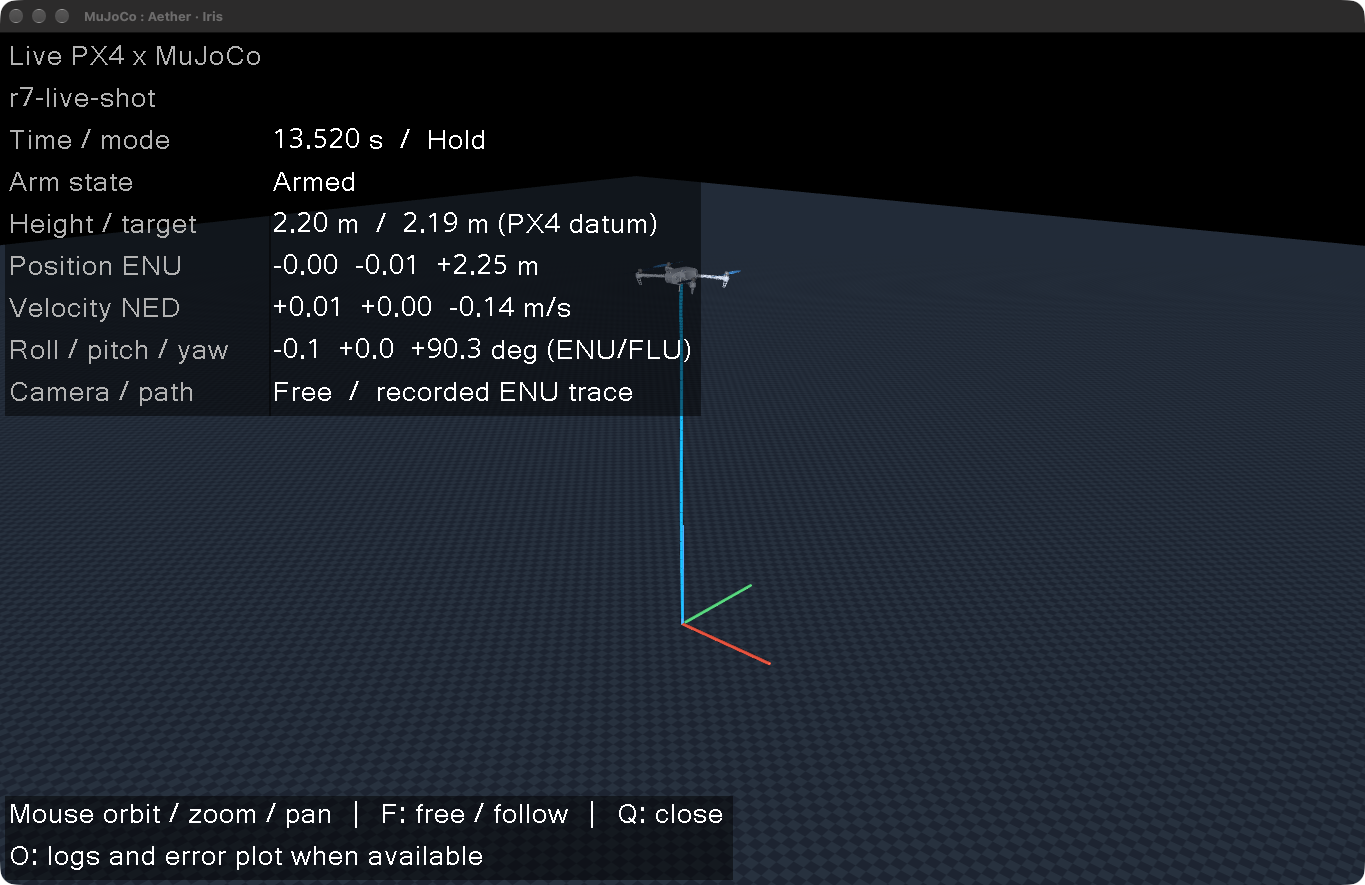 MuJoCo : Aether · Iris
Live PX4 x MuJoCo
r7-live-shot
Time / mode 13.520 s / Hold
Arm state Armed
Height / target 2.20 m / 2.19 m (PX4 datum)
Position ENU -0.00 -0.01 +2.25 m
Velocity NED +0.01 +0.00 -0.14 m/s
Roll / pitch / yaw -0.1 +0.0 +90.3 deg (ENU/FLU)
Camera / path Free / recorded ENU trace
Mouse orbit / zoom / pan | F: free / follow | Q: close
O: logs and error plot when available